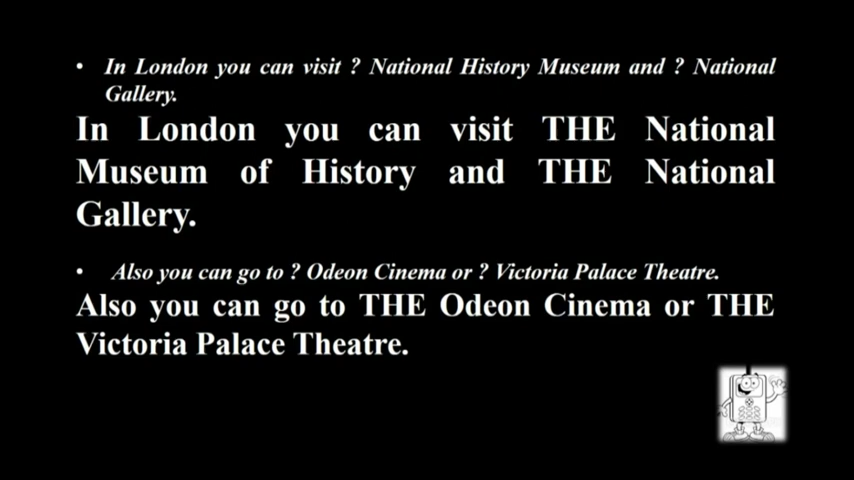 • In London you can visit ? National History Museum and ? National
Gallery.
In London you can visit THE National
Museum of History and THE National
Gallery.
• Also you can go to ? Odeon Cinema or ? Victoria Palace Theatre.
Also you can go to THE Odeon Cinema or THE
Victoria Palace Theatre.